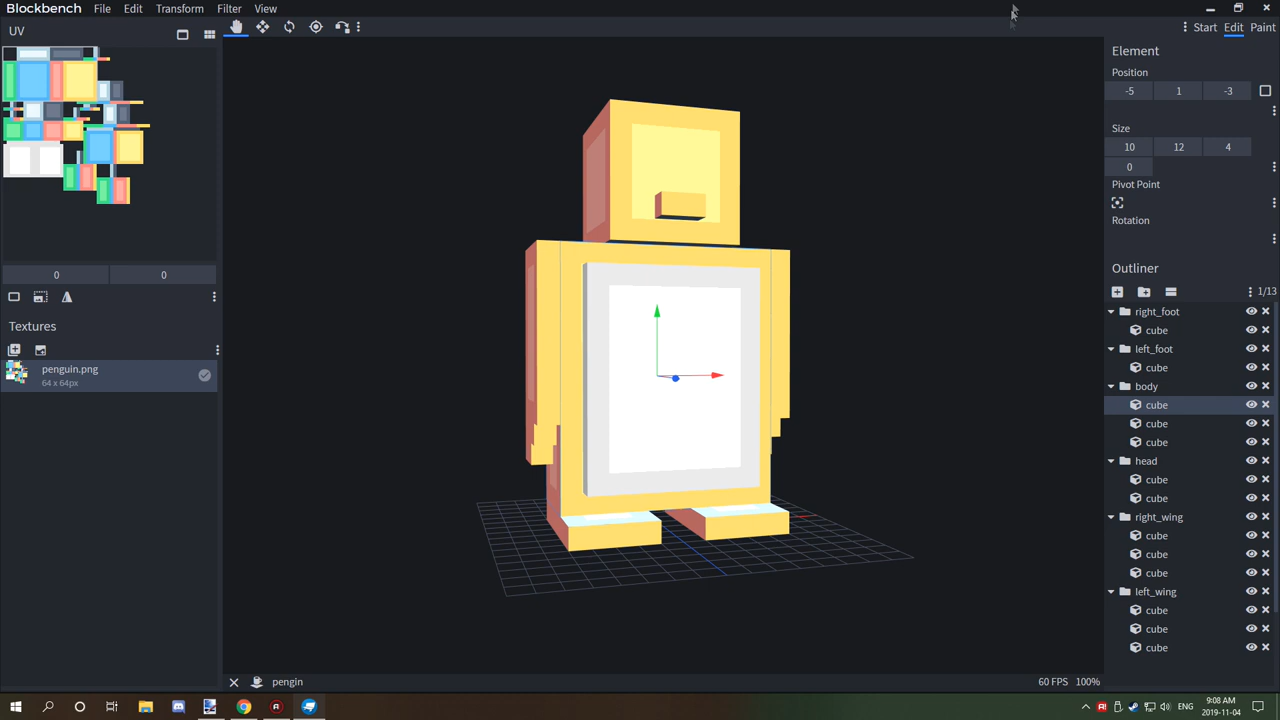 Blockbench File Edit Transform Filter View
UV
Start Edit Paint
0 0
Textures
penguin.png
64 x 64px
Element
Position
-5 1 -3
Size
10 12 4
0
Pivot Point
Rotation
Outliner
1/13
right_foot
cube
left_foot
cube
body
cube
cube
cube
head
cube
cube
right_wing
cube
cube
cube
left_wing
cube
cube
cube
pengin 60 FPS 100%
ENG
9:08 AM
2019-11-04